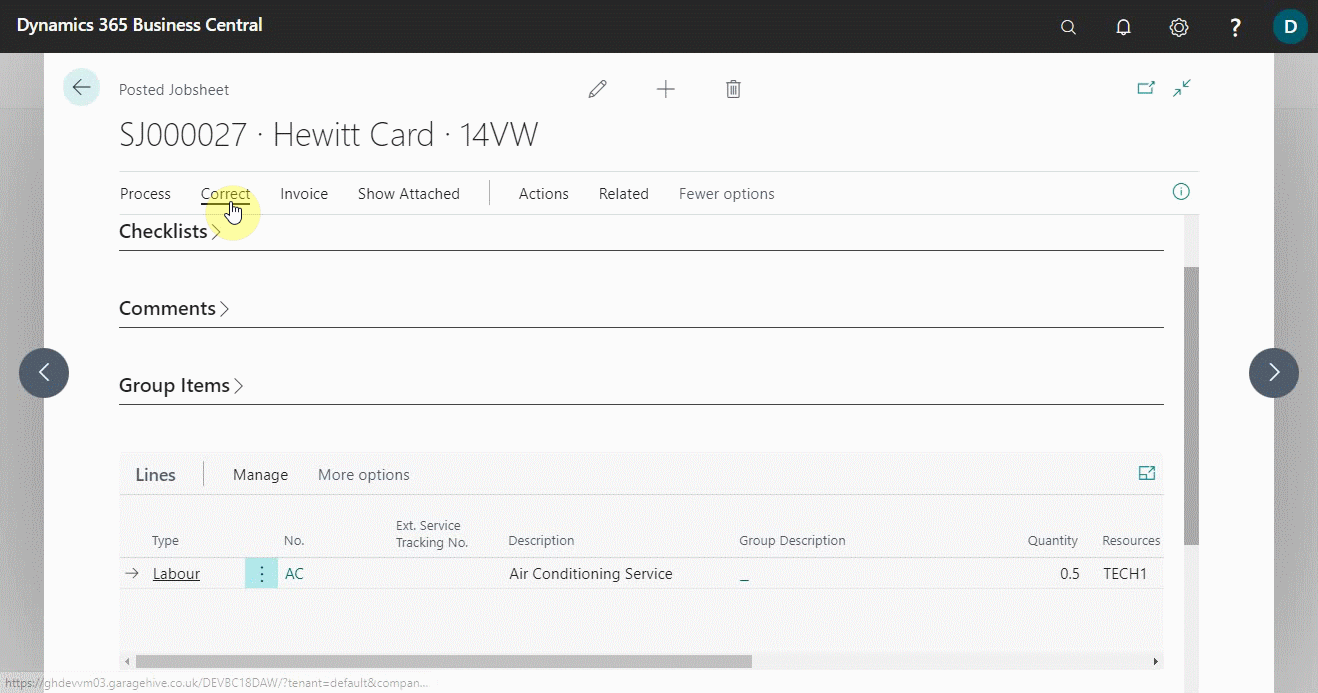 Dynamics 365 Business Central
?
D
Posted Jobsheet
SJ000027 · Hewitt Card · 14VW
Process Correct Invoice Show Attached Actions Related Fewer options
Checklists
Comments
Group Items
Lines Manage More options
Type No. Ext. Service Tracking No. Description Group Description Quantity Resources
Labour AC Air Conditioning Service _ 0.5 TECH1
https://ghdevvm03.garagehive.co.uk/DEVBC18DAW/?tenant=default&compan...